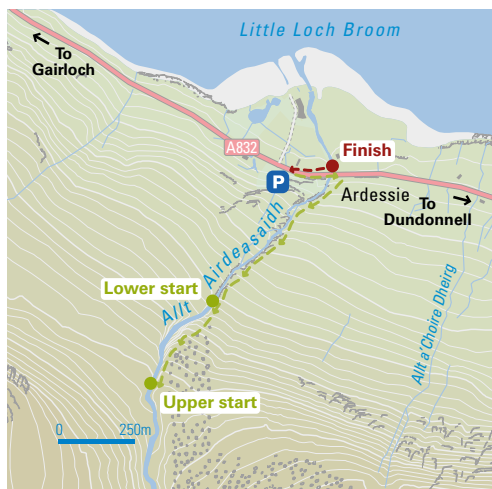 Little Loch Broom
To
Gairloch
A832
Finish
P
Ardessie
To
Dundonnell
Allt Airdeasaidh
Lower start
Allt a'Choire Dheirg
Upper start
0 250m